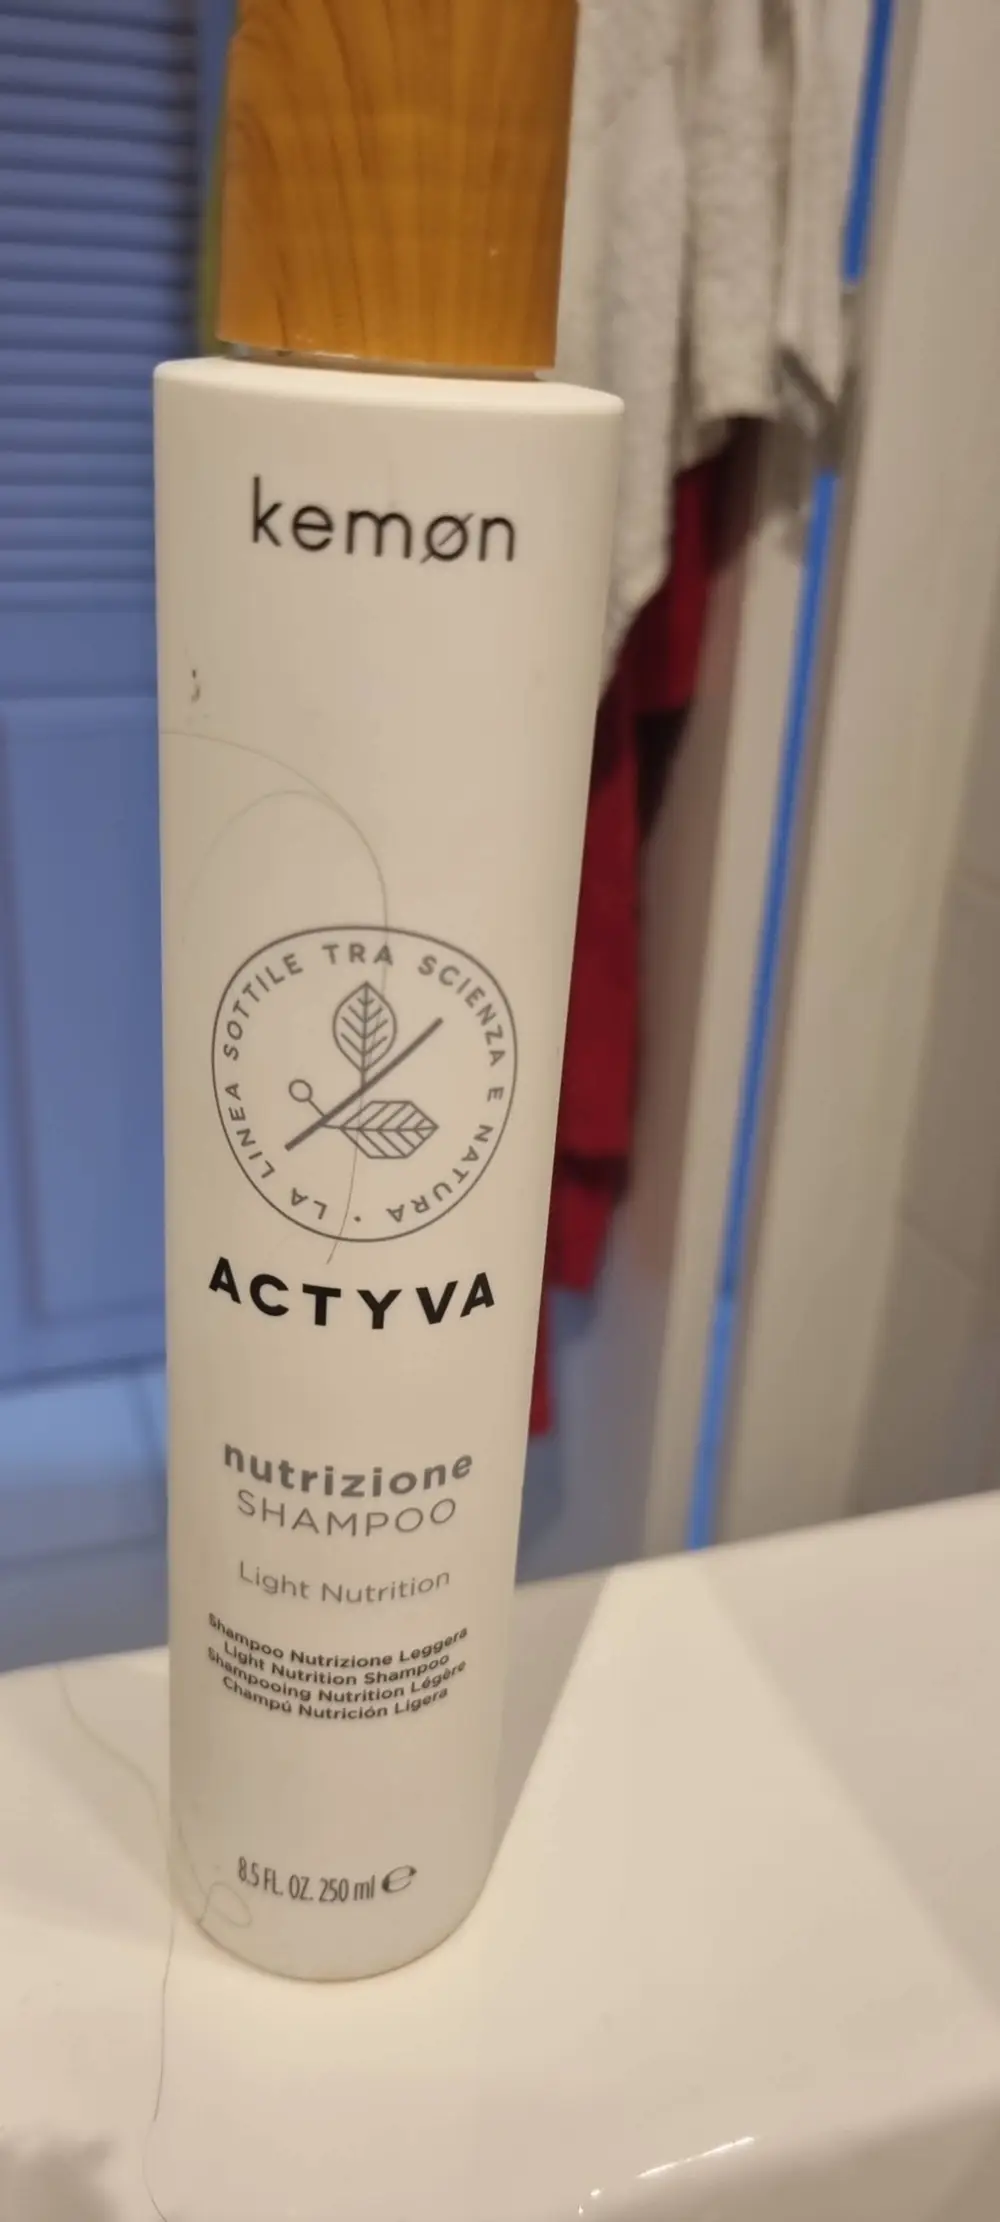 kemøn
LA LINEA SOTTILE TRA SCIENZA E NATURA •
ACTYVA
nutrizione
SHAMPOO
Light Nutrition
Shampoo Nutrizione Leggera
Light Nutrition Shampoo
Shampooing Nutrition Légère
Champú Nutrición Ligera
8.5 FL. OZ. 250 ml ℮